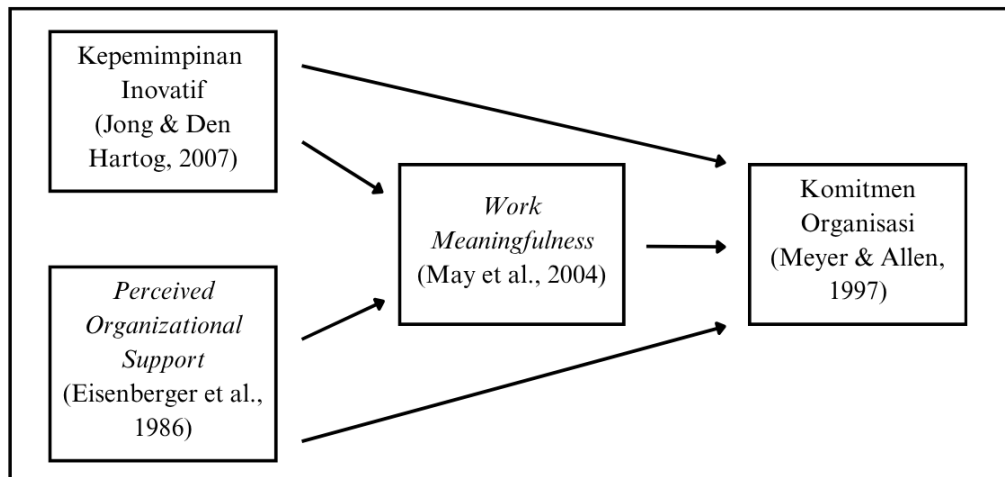 Kepemimpinan
Inovatif
(Jong & Den
Hartog, 2007)
Perceived
Organizational
Support
(Eisenberger et al.,
1986)
Work
Meaningfulness
(May et al., 2004)
Komitmen
Organisasi
(Meyer & Allen,
1997)